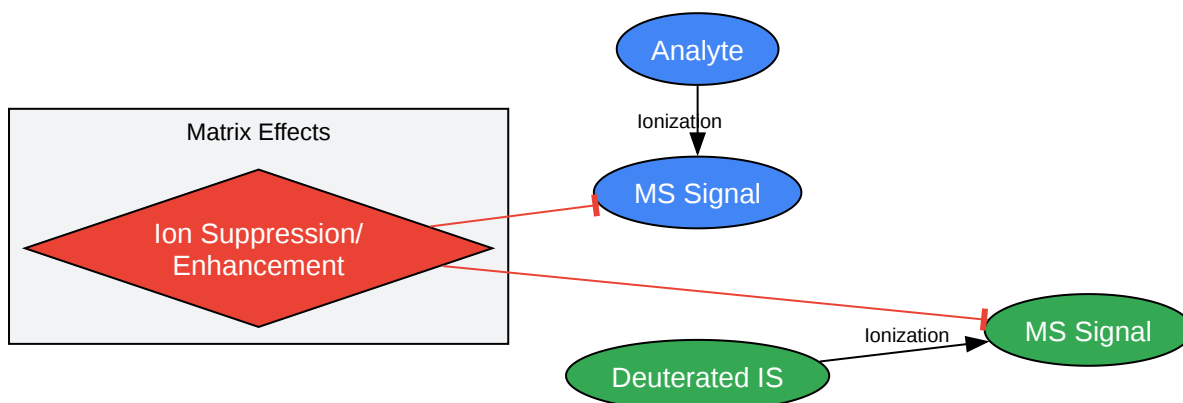 Analyte
Ionization
Matrix Effects
MS Signal
Ion Suppression/
Enhancement
MS Signal
Ionization
Deuterated IS